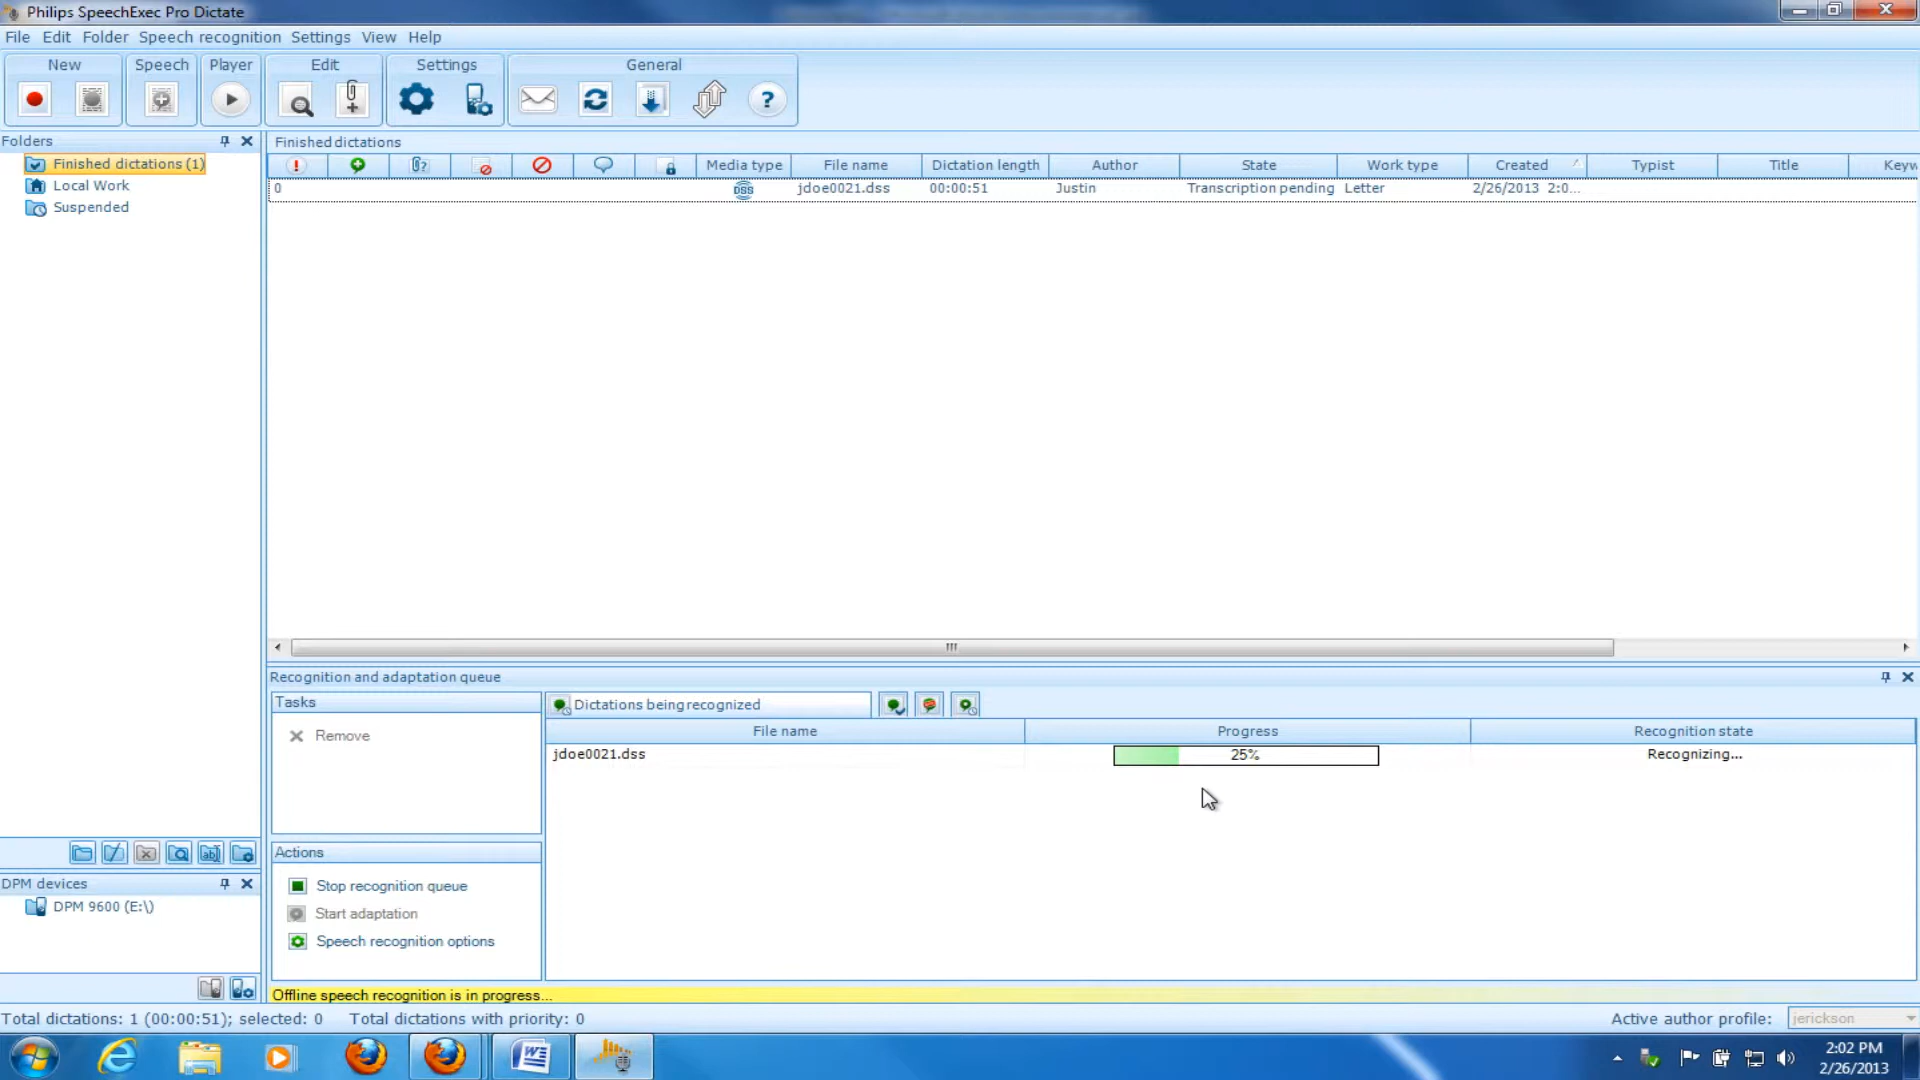 Philips SpeechExec Pro Dictate
File Edit Folder Speech recognition Settings View Help
New Speech Player Edit Settings General
Folders
Finished dictations (1)
Local Work
Suspended
Finished dictations
Media type File name Dictation length Author State Work type Created Typist Title Keyw
0 DSS jdoe0021.dss 00:00:51 Justin Transcription pending Letter 2/26/2013 2:0...
Recognition and adaptation queue
Tasks
Remove
Dictations being recognized
File name Progress Recognition state
jdoe0021.dss 25% Recognizing...
Actions
Stop recognition queue
Start adaptation
Speech recognition options
DPM devices
DPM 9600 (E:\)
Offline speech recognition is in progress...
Total dictations: 1 (00:00:51); selected: 0 Total dictations with priority: 0
Active author profile: jerickson
2:02 PM
2/26/2013